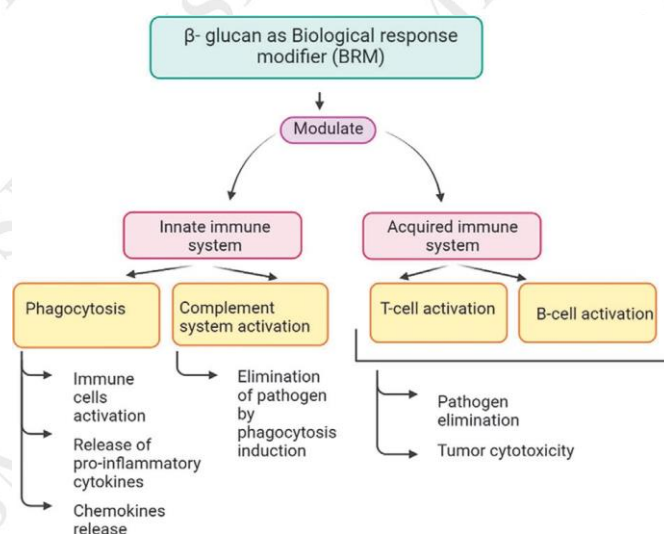 β- glucan as Biological response
modifier (BRM)
Modulate
Innate immune
system
Acquired immune
system
Phagocytosis
Complement
system activation
T-cell activation
B-cell activation
Immune
cells
activation
Release of
pro-inflammatory
cytokines
Chemokines
release
Elimination
of pathogen
by
phagocytosis
induction
Pathogen
elimination
Tumor cytotoxicity